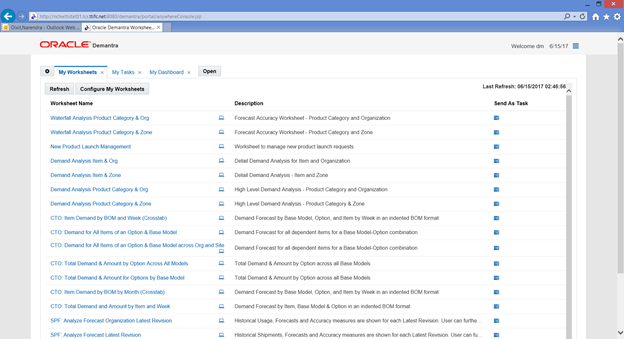 demantra/portal/anywhereConsole.jsp
Dixit,Narendra - Outlook Web ...
Oracle Demantra Workshee...
ORACLE Demantra
Welcome dm 6/15/17
My Worksheets
My Tasks
My Dashboard
Open
Refresh
Configure My Worksheets
Last Refresh: 06/15/2017 02:46:56
Worksheet Name Description Send As Task
Waterfall Analysis Product Category & Org Forecast Accuracy Worksheet - Product Category and Organization
Waterfall Analysis Product Category & Zone Forecast Accuracy Worksheet - Product Category and Zone
New Product Launch Management Worksheet to manage new product launch requests
Demand Analysis Item & Org Detail Demand Analysis for Item and Organization
Demand Analysis Item & Zone Detail Demand Analysis - Item and Zone
Demand Analysis Product Category & Org High Level Demand Analysis - Product Category and Organization
Demand Analysis Product Category & Zone High Level Demand Analysis - Product Category & Zone
CTO: Item Demand by BOM and Week (Crosstab) Demand Forecast by Base Model, Option, and Item by Week in an indented BOM format
CTO: Demand for All Items of an Option & Base Model Demand Forecast for all dependent items for a Base Model-Option combination
CTO: Demand for All Items of an Option & Base Model across Org and Site Demand Forecast for all dependent items for a Base Model-Option combination
CTO: Total Demand & Amount by Option Across All Models Total Demand & Amounts by Option across all Base Models
CTO: Total Demand & Amount for Options by Base Model Total Demand & Amounts by Option across all Base Models
CTO: Item Demand by BOM by Month (Crosslab) Demand Forecast by Base Model, Option, and Item by Week in an indented BOM format
CTO: Total Demand and Amount by Item and Week Demand Forecast by Item, Base Model & Option in an indented BOM format
SPF: Analyze Forecast Organization Latest Revision Historical Usage, Forecasts and Accuracy measures are shown for each Latest Revision. User can furthe...
SPF: Analyze Forecast Latest Revision Historical Shipments, Forecasts and Accuracy measures are shown for each Latest Revision. User can fu...